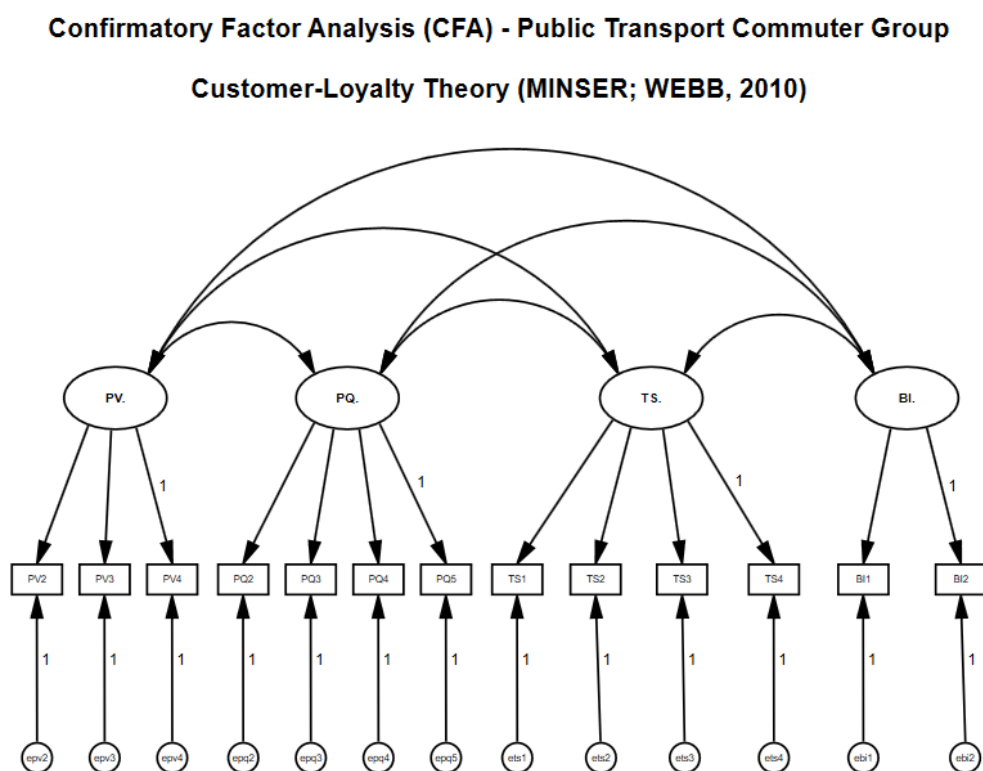 Confirmatory Factor Analysis (CFA) - Public Transport Commuter Group
Customer-Loyalty Theory (MINSER; WEBB, 2010)
PV. PQ. TS. BI.
1 1 1 1
PV2 PV3 PV4 PQ2 PQ3 PQ4 PQ5 TS1 TS2 TS3 TS4 BI1 BI2
1 1 1 1 1 1 1 1 1 1 1 1 1
epv2 epv3 epv4 epq2 epq3 epq4 epq5 ets1 ets2 ets3 ets4 ebi1 ebi2